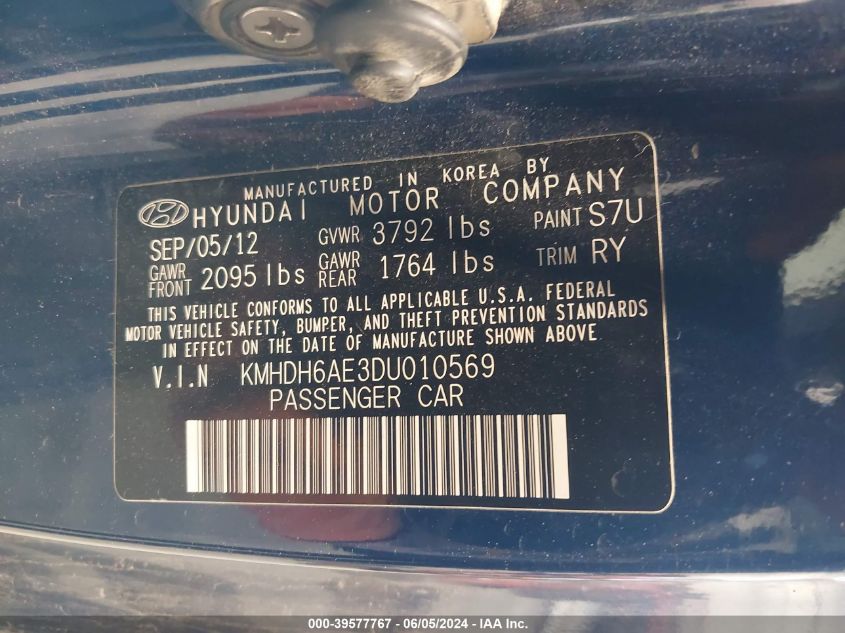 MANUFACTURED IN KOREA BY
HYUNDAI MOTOR COMPANY
SEP/05/12 GVWR 3792 lbs PAINT S7U
GAWR FRONT 2095 lbs GAWR REAR 1764 lbs TRIM RY
THIS VEHICLE CONFORMS TO ALL APPLICABLE U.S.A. FEDERAL
MOTOR VEHICLE SAFETY, BUMPER, AND THEFT PREVENTION STANDARDS
IN EFFECT ON THE DATE OF MANUFACTURE SHOWN ABOVE
V.I.N KMHDH6AE3DU010569
PASSENGER CAR
000-39577767 - 06/05/2024 - IAA Inc.